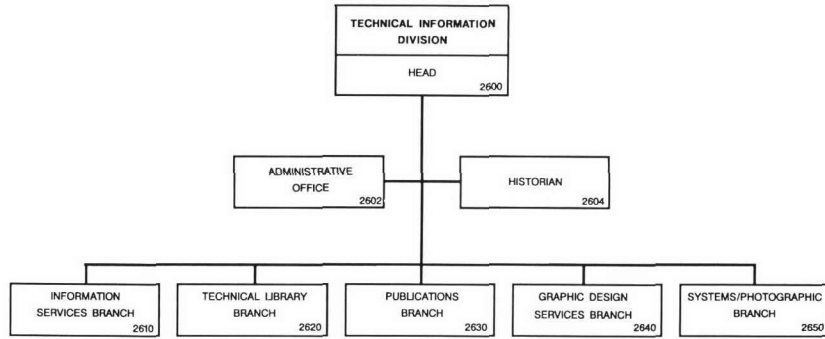 TECHNICAL INFORMATION
DIVISION
HEAD
2600
ADMINISTRATIVE
OFFICE
2602
HISTORIAN
2604
INFORMATION
SERVICES BRANCH
2610
TECHNICAL LIBRARY
BRANCH
2620
PUBLICATIONS
BRANCH
2630
GRAPHIC DESIGN
SERVICES BRANCH
2640
SYSTEMS/PHOTOGRAPHIC
BRANCH
2650